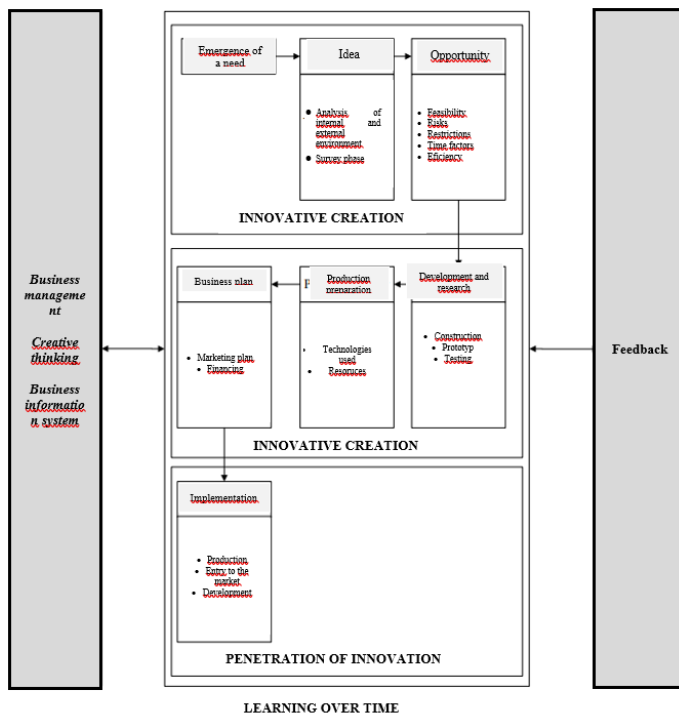 Emergence of
a need
Idea
Opportunity
• Analysis of
internal and
external
environment
• Survey phase
• Feasibility
• Risks
• Restrictions
• Time factors
• Eficiency
INNOVATIVE CREATION
Business plan
P
Production
preparation
Development and
research
• Marketing plan
• Financing
• Technologies
used
• Resoruces
• Construction
• Prototyp
• Testing
INNOVATIVE CREATION
Implementation
• Production
• Entry to the
market
• Development
PENETRATION OF INNOVATION
LEARNING OVER TIME
Business
manageme
nt
Creative
thinking
Business
informatio
n system
Feedback